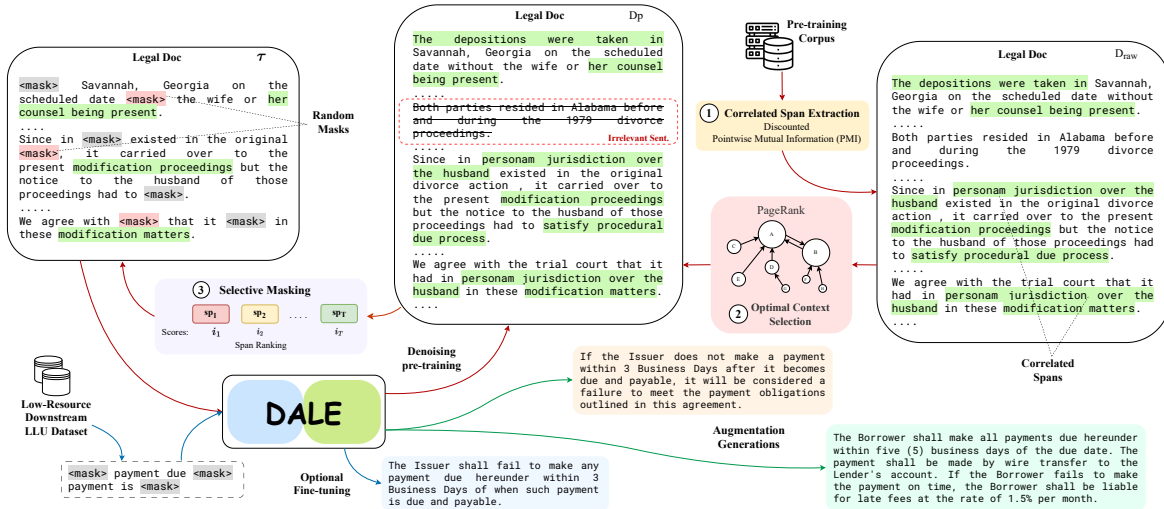 Legal Doc τ
<mask> Savannah, Georgia on the
scheduled date <mask> the wife or her
counsel being present.
....
Since in <mask> existed in the original
<mask>, it carried over to the
present modification proceedings but the
notice to the husband of those
proceedings had to <mask>.
.....
We agree with <mask> that it <mask> in
these modification matters.
Random
Masks
Legal Doc Dp
The depositions were taken in
Savannah, Georgia on the scheduled
date without the wife or her counsel
being present.
.....
Both parties resided in Alabama before
and during the 1979 divorce
proceedings.
Irrelevant Sent.
.....
Since in personam jurisdiction over
the husband existed in the original
divorce action , it carried over to
the present modification proceedings
but the notice to the husband of those
proceedings had to satisfy procedural
due process.
.....
We agree with the trial court that it
had in personam jurisdiction over the
husband in these modification matters.
....
Pre-training
Corpus
1 Correlated Span Extraction
Discounted
Pointwise Mutual Information (PMI)
PageRank
A
B
C
D
E
2 Optimal Context
Selection
Legal Doc Draw
The depositions were taken in Savannah,
Georgia on the scheduled date without the
wife or her counsel being present.
.....
Both parties resided in Alabama before
and during the 1979 divorce
proceedings.
.....
Since in personam jurisdiction over the
husband existed in the original divorce
action , it carried over to the present
modification proceedings but the notice
to the husband of those proceedings had
to satisfy procedural due process.
.....
We agree with the trial court that it
had in personam jurisdiction over the
husband in these modification matters.
....
Correlated
Spans
3 Selective Masking
sp1 sp2 .... spT
Scores: i1 i2 iT
Span Ranking
Denoising
pre-training
Low-Resource
Downstream
LLU Dataset
<mask> payment due <mask>
payment is <mask>
DALE
Optional
Fine-tuning
The Issuer shall fail to make any
payment due hereunder within 3
Business Days of when such payment
is due and payable.
If the Issuer does not make a payment
within 3 Business Days after it becomes
due and payable, it will be considered a
failure to meet the payment obligations
outlined in this agreement.
Augmentation
Generations
The Borrower shall make all payments due hereunder
within five (5) business days of the due date. The
payment shall be made by wire transfer to the
Lender's account. If the Borrower fails to make
the payment on time, the Borrower shall be liable
for late fees at the rate of 1.5% per month.